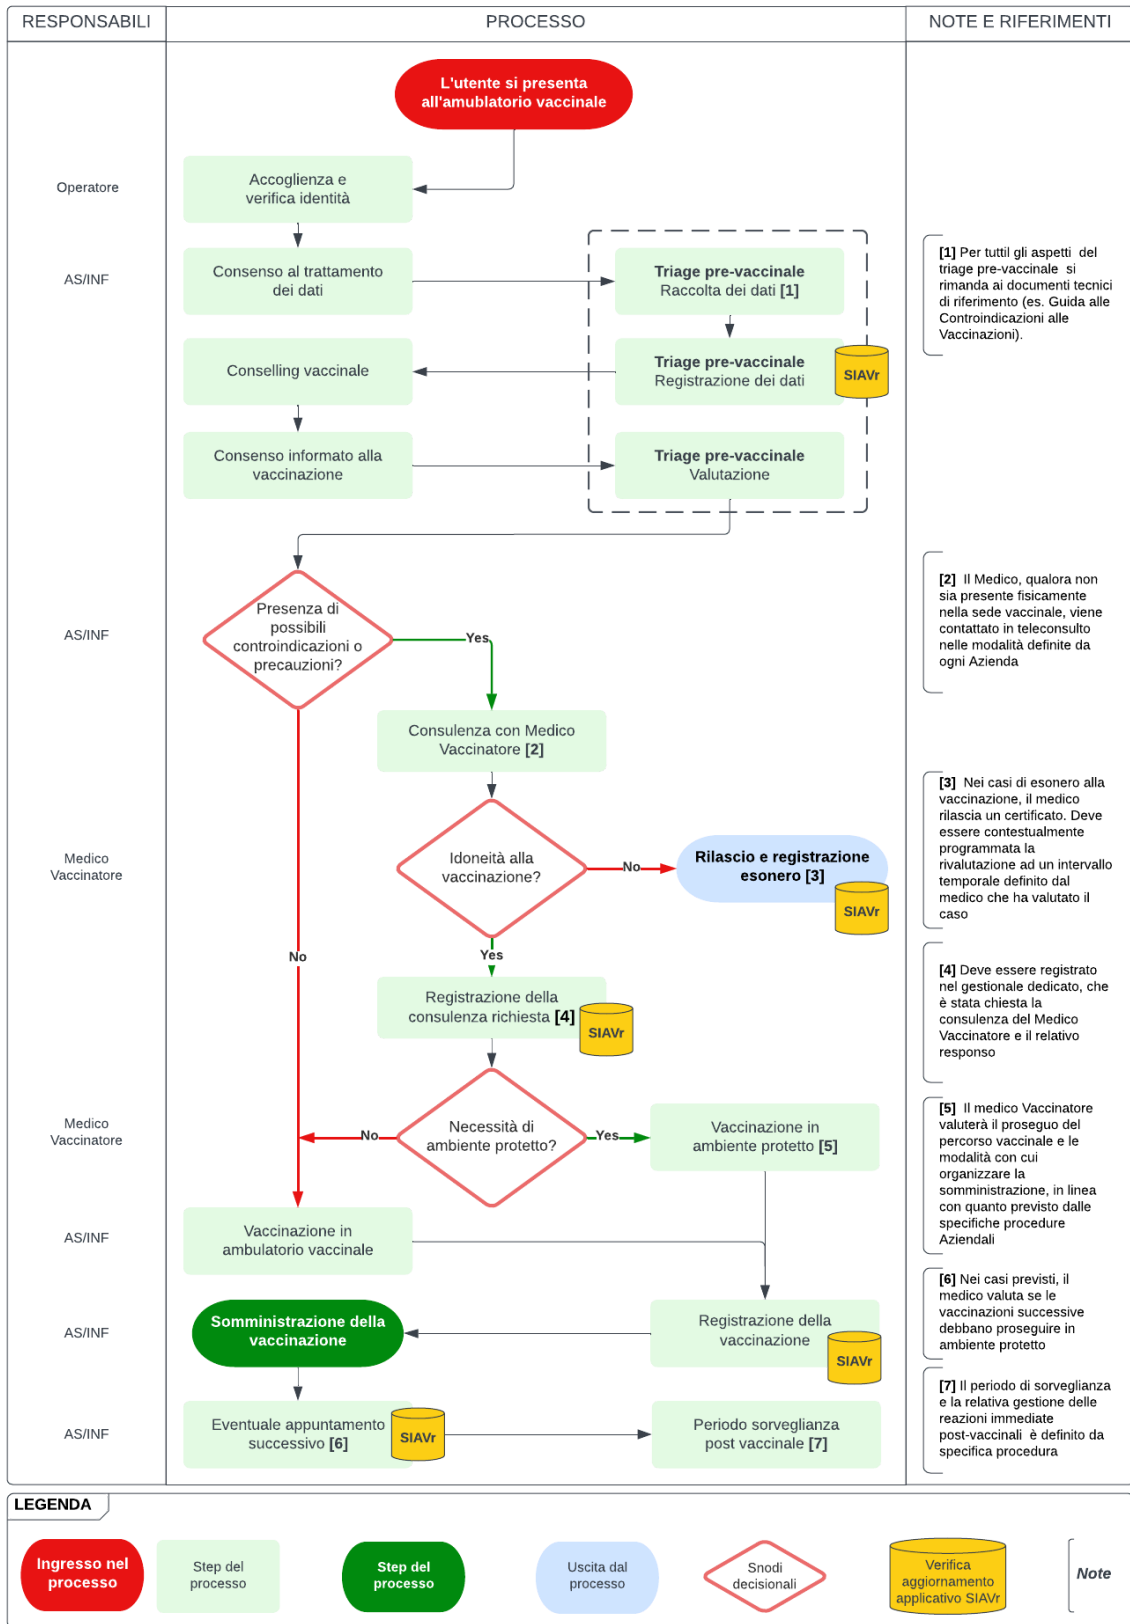 RESPONSABILI
PROCESSO
NOTE E RIFERIMENTI
L'utente si presenta
all'amublatorio vaccinale
Operatore
Accoglienza e
verifica identità
AS/INF
Consenso al trattamento
dei dati
Triage pre-vaccinale
Raccolta dei dati [1]
[1] Per tuttil gli aspetti del
triage pre-vaccinale si
rimanda ai documenti tecnici
di riferimento (es. Guida alle
Controindicazioni alle
Vaccinazioni).
Conselling vaccinale
Triage pre-vaccinale
Registrazione dei dati
SIAVr
Consenso informato alla
vaccinazione
Triage pre-vaccinale
Valutazione
AS/INF
Presenza di
possibili
controindicazioni o
precauzioni?
Yes
[2] Il Medico, qualora non
sia presente fisicamente
nella sede vaccinale, viene
contattato in teleconsulto
nelle modalità definite da
ogni Azienda
Consulenza con Medico
Vaccinatore [2]
Medico
Vaccinatore
Idoneità alla
vaccinazione?
No
Rilascio e registrazione
esonero [3]
SIAVr
[3] Nei casi di esonero alla
vaccinazione, il medico
rilascia un certificato. Deve
essere contestualmente
programmata la
rivalutazione ad un intervallo
temporale definito dal
medico che ha valutato il
caso
No
Yes
Registrazione della
consulenza richiesta [4]
SIAVr
[4] Deve essere registrato
nel gestionale dedicato, che
è stata chiesta la
consulenza del Medico
Vaccinatore e il relativo
responso
Medico
Vaccinatore
No
Necessità di
ambiente protetto?
Yes
Vaccinazione in
ambiente protetto [5]
[5] Il medico Vaccinatore
valuterà il proseguo del
percorso vaccinale e le
modalità con cui
organizzare la
somministrazione, in linea
con quanto previsto dalle
specifiche procedure
Aziendali
AS/INF
Vaccinazione in
ambulatorio vaccinale
AS/INF
Somministrazione della
vaccinazione
Registrazione della
vaccinazione
SIAVr
[6] Nei casi previsti, il
medico valuta se le
vaccinazioni successive
debbano proseguire in
ambiente protetto
AS/INF
Eventuale appuntamento
successivo [6]
SIAVr
Periodo sorveglianza
post vaccinale [7]
[7] Il periodo di sorveglianza
e la relativa gestione delle
reazioni immediate
post-vaccinali è definito da
specifica procedura
LEGENDA
Ingresso nel
processo
Step del
processo
Step del
processo
Uscita dal
processo
Snodi
decisionali
Verifica
aggiornamento
applicativo SIAVr
Note